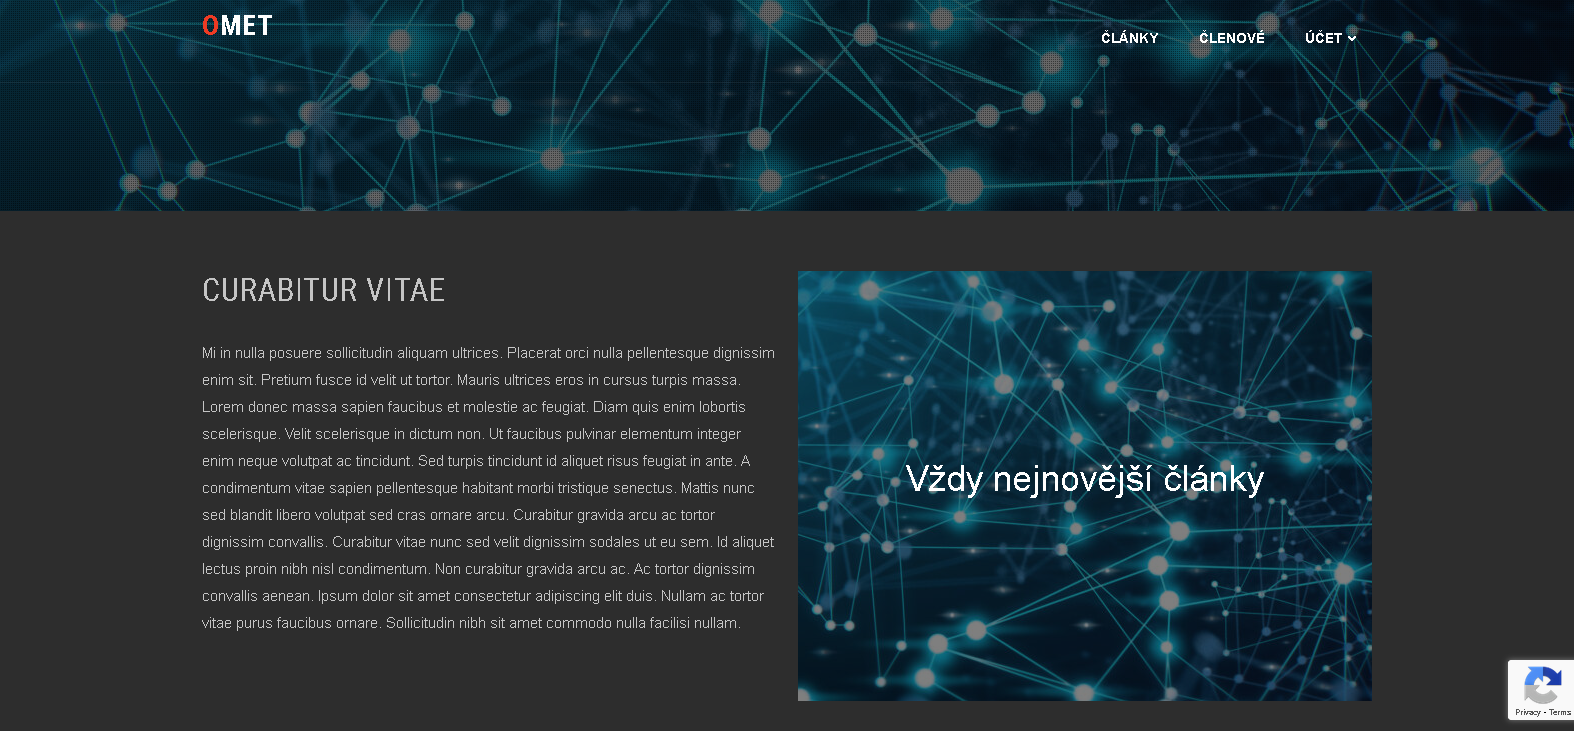 OMET
ČLÁNKY ČLENOVÉ ÚČET
CURABITUR VITAE
Mi in nulla posuere sollicitudin aliquam ultrices. Placerat orci nulla pellentesque dignissim
enim sit. Pretium fusce id velit ut tortor. Mauris ultrices eros in cursus turpis massa.
Lorem donec massa sapien faucibus et molestie ac feugiat. Diam quis enim lobortis
scelerisque. Velit scelerisque in dictum non. Ut faucibus pulvinar elementum integer
enim neque volutpat ac tincidunt. Sed turpis tincidunt id aliquet risus feugiat in ante. A
condimentum vitae sapien pellentesque habitant morbi tristique senectus. Mattis nunc
sed blandit libero volutpat sed cras ornare arcu. Curabitur gravida arcu ac tortor
dignissim convallis. Curabitur vitae nunc sed velit dignissim sodales ut eu sem. Id aliquet
lectus proin nibh nisl condimentum. Non curabitur gravida arcu ac. Ac tortor dignissim
convallis aenean. Ipsum dolor sit amet consectetur adipiscing elit duis. Nullam ac tortor
vitae purus faucibus ornare. Sollicitudin nibh sit amet commodo nulla facilisi nullam.
Vždy nejnovější články
Privacy - Terms